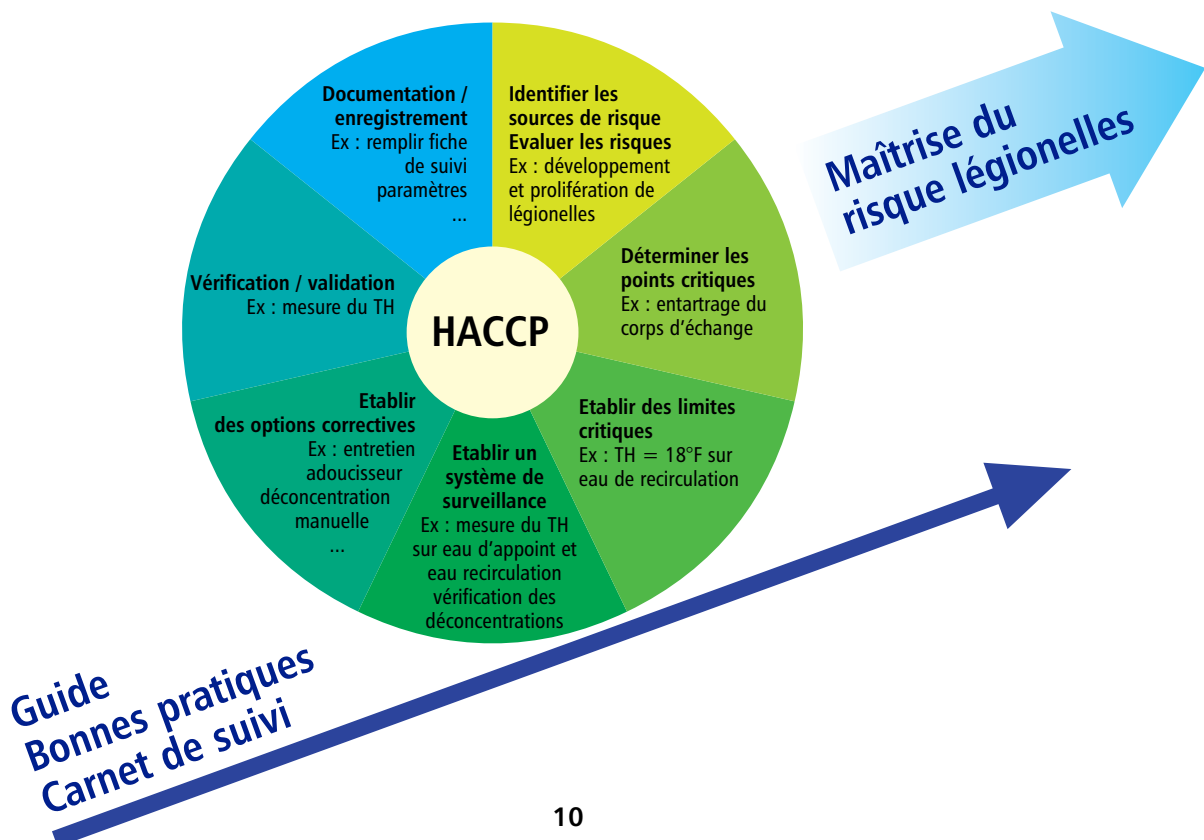 Documentation /
enregistrement
Ex : remplir fiche
de suivi
paramètres
...
Identifier les
sources de risque
Evaluer les risques
Ex : développement
et prolifération de
légionelles
Maîtrise du
risque légionelles
Déterminer les
points critiques
Ex : entartrage du
corps d’échange
Vérification / validation
Ex : mesure du TH
HACCP
Etablir des limites
critiques
Ex : TH = 18°F sur
eau de recirculation
Etablir un
système de
surveillance
Ex : mesure du TH
sur eau d’appoint et
eau recirculation
vérification des
déconcentrations
Etablir
des options correctives
Ex : entretien
adoucisseur
déconcentration
manuelle
...
Guide
Bonnes pratiques
Carnet de suivi
10